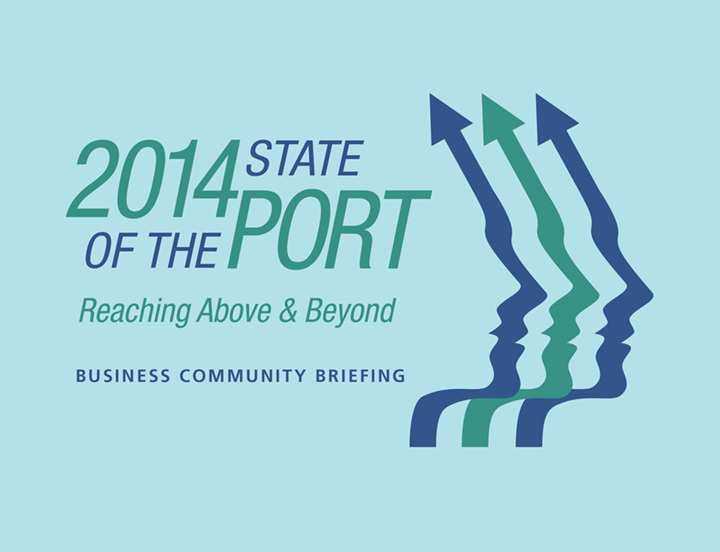 2014 STATE
OF THE PORT
Reaching Above & Beyond
BUSINESS COMMUNITY BRIEFING